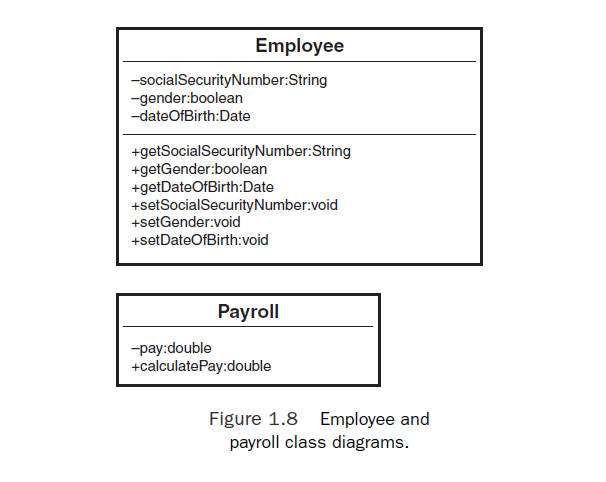 Employee
–socialSecurityNumber:String
–gender:boolean
–dateOfBirth:Date
+getSocialSecurityNumber:String
+getGender:boolean
+getDateOfBirth:Date
+setSocialSecurityNumber:void
+setGender:void
+setDateOfBirth:void
Payroll
–pay:double
+calculatePay:double
Figure 1.8 Employee and
payroll class diagrams.